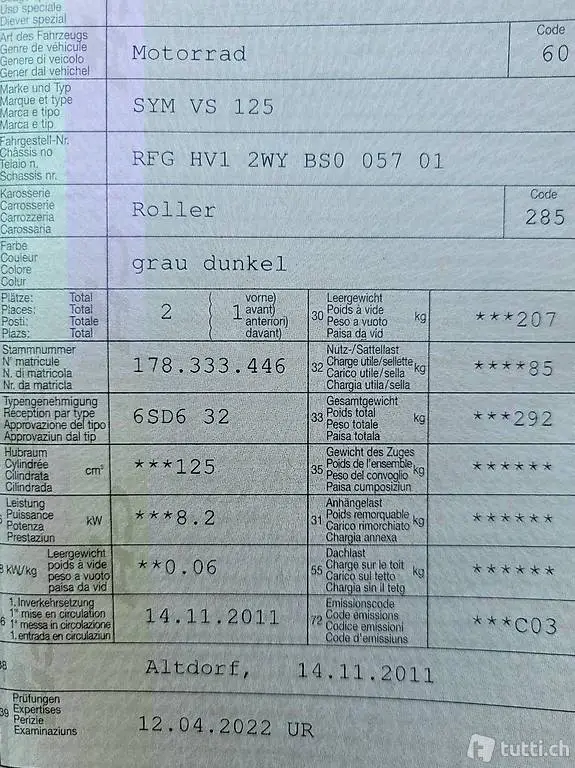 Uso speciale
Diever spezial
Art des Fahrzeugs
Genre de véhicule
Genere di veicolo
Gener dal vehichel
Motorrad
Code
60
Marke und Typ
Marque et type
Marca e tipo
Marca e tip
SYM VS 125
Fahrgestell-Nr.
Châssis no
Telaio n.
Schassis nr.
RFG HV1 2WY BS0 057 01
Karosserie
Carrosserie
Carrozzeria
Carossaria
Roller
Code
285
Farbe
Couleur
Colore
Colur
grau dunkel
Plätze: Total
Places: Total
Posti: Totale
Plazs: Total
2
( 1 vorne)
( avant)
( anteriori)
( davant)
30 Leergewicht
Poids à vide
Peso a vuoto
Paisa da vid
kg
***207
Stammnummer
N° matricule
N. di matricola
Nr. da matricla
178.333.446
32 Nutz-/Sattellast
Charge utile/sellette
Carico utile/sella
Chargia utila/sella
kg
****85
Typengenehmigung
Réception par type
Approvazione del tipo
Approvaziun dal tip
6SD6 32
33 Gesamtgewicht
Poids total
Peso totale
Paisa totala
kg
***292
Hubraum
Cylindrée
Cilindrata
Cilindrada
cm³
***125
35 Gewicht des Zuges
Poids de l'ensemble
Peso del convoglio
Paisa cumposiziun
kg
******
Leistung
Puissance
Potenza
Prestaziun
kW
***8.2
31 Anhängelast
Poids remorquable
Carico rimorchiato
Chargia annexa
kg
******
kW/kg
Leergewicht
poids à vide
peso a vuoto
paisa da vid
**0.06
55 Dachlast
Charge sur le toit
Carico sul tetto
Chargia sin il tetg
kg
******
6
1. Inverkehrsetzung
1re mise en circulation
1a messa in circolazione
1. entrada en circulaziun
14.11.2011
72 Emissionscode
Code émissions
Codice emissioni
Code d'emissiuns
***C03
38
Altdorf, 14.11.2011
39
Prüfungen
Expertises
Perizie
Examinaziuns
12.04.2022 UR
tutti.ch